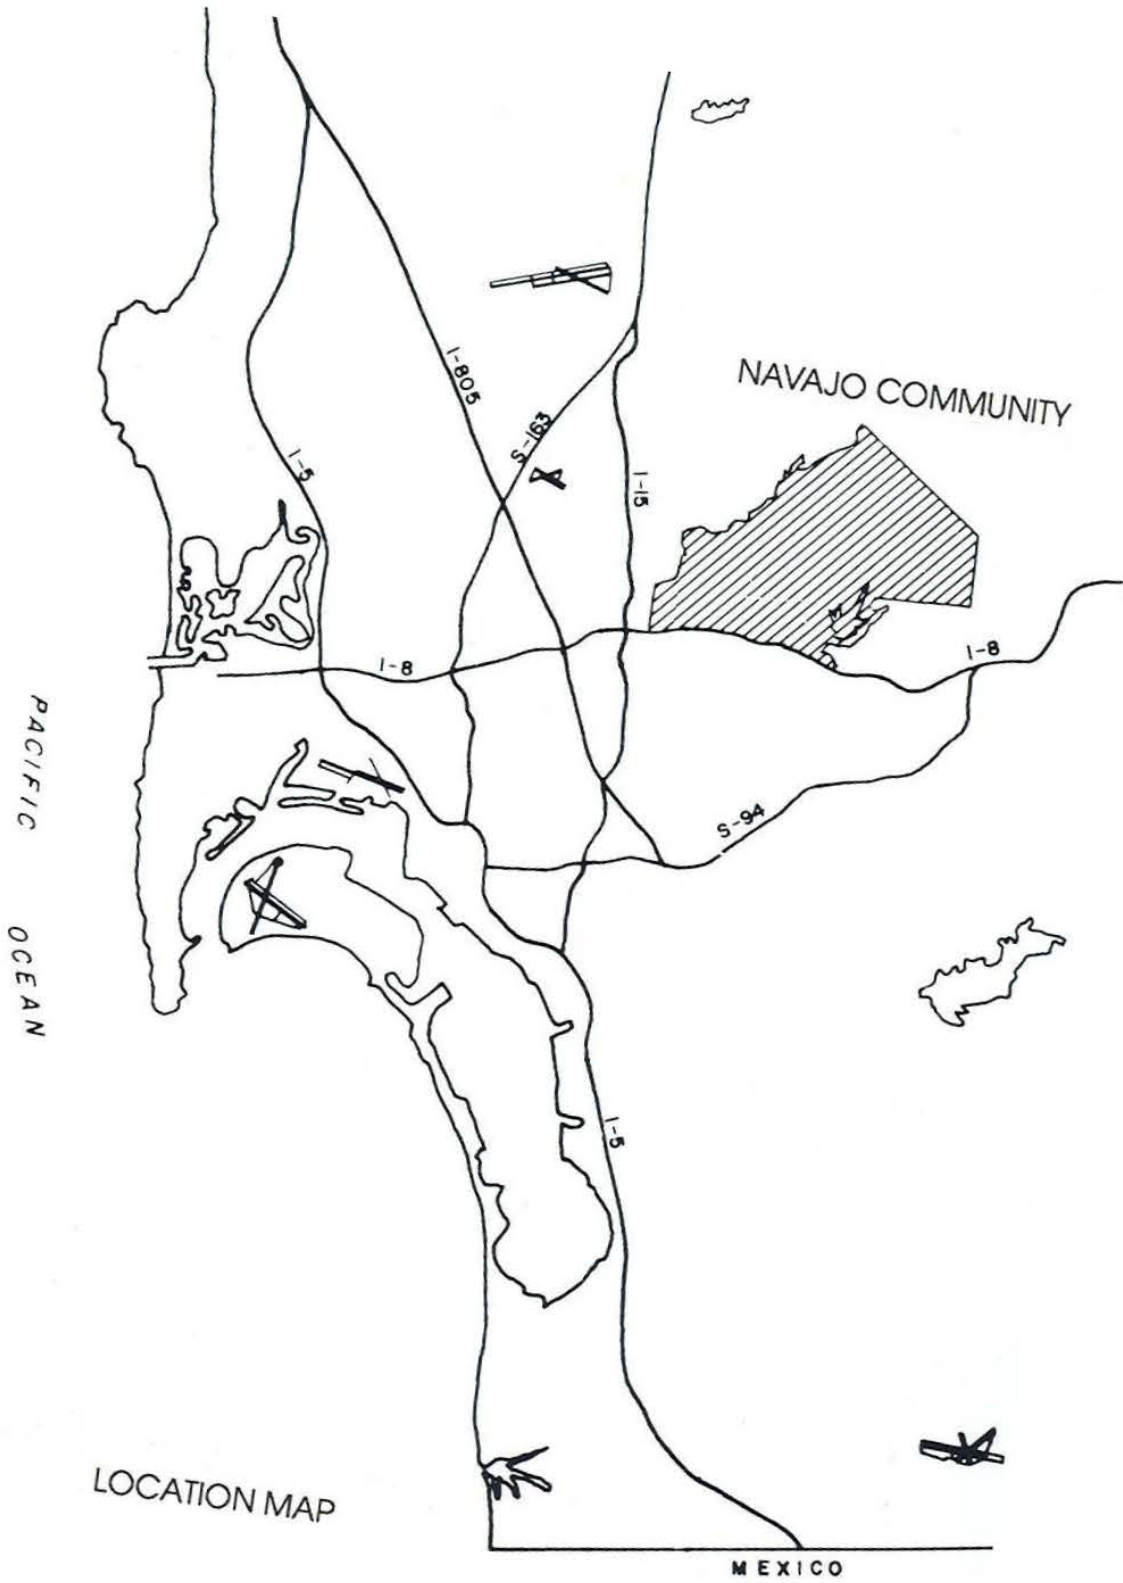 I-805
S-163
NAVAJO COMMUNITY
I-5
I-15
I-8
I-8
PACIFIC OCEAN
S-94
I-5
LOCATION MAP
MEXICO